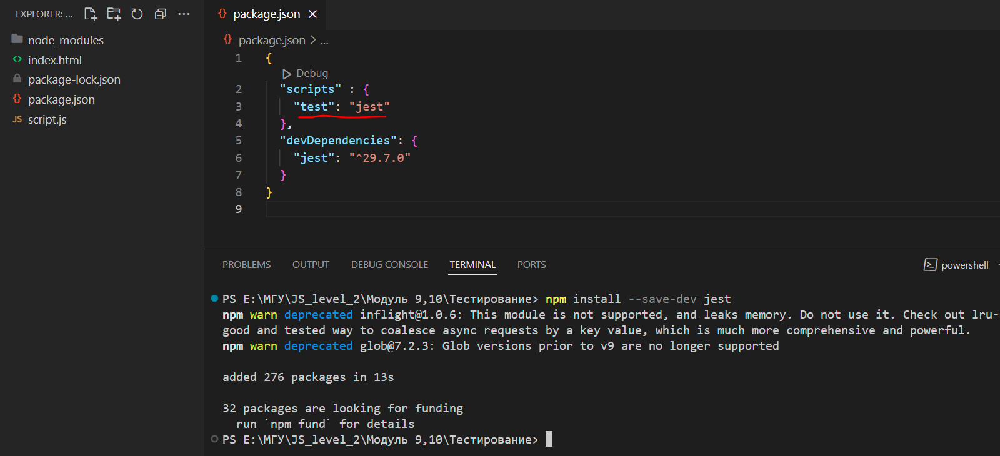 EXPLORER: ...
node_modules
index.html
package-lock.json
package.json
JS script.js
{} package.json
{} package.json > ...
1 {
Debug
2 "scripts" : {
3 "test": "jest"
4 },
5 "devDependencies": {
6 "jest": "^29.7.0"
7 }
8 }
9
PROBLEMS OUTPUT DEBUG CONSOLE TERMINAL PORTS powershell
PS E:\МГУ\JS_level_2\Модуль 9,10\Тестирование> npm install --save-dev jest
npm warn deprecated inflight@1.0.6: This module is not supported, and leaks memory. Do not use it. Check out lru-
good and tested way to coalesce async requests by a key value, which is much more comprehensive and powerful.
npm warn deprecated glob@7.2.3: Glob versions prior to v9 are no longer supported
added 276 packages in 13s
32 packages are looking for funding
run `npm fund` for details
PS E:\МГУ\JS_level_2\Модуль 9,10\Тестирование>